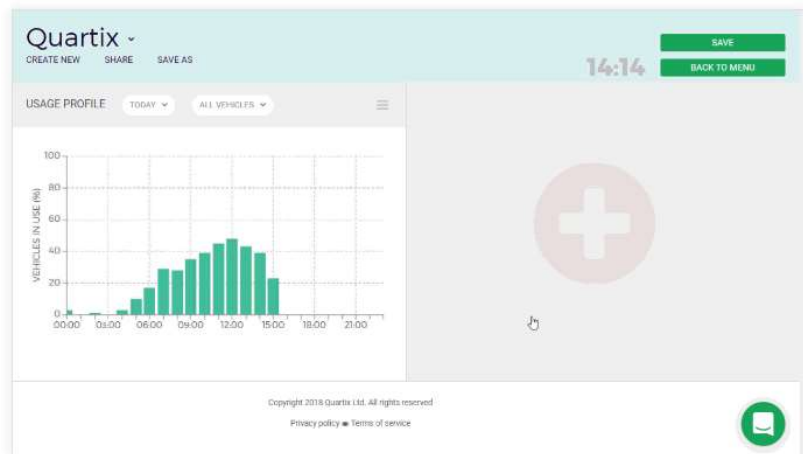 Quartix
CREATE NEW SHARE SAVE AS
14:14
SAVE
BACK TO MENU
USAGE PROFILE TODAY ALL VEHICLES
VEHICLES IN USE (%)
100
80
60
40
20
0
00:00 03:00 06:00 09:00 12:00 15:00 18:00 21:00
Copyright 2018 Quartix Ltd. All rights reserved
Privacy policy Terms of service